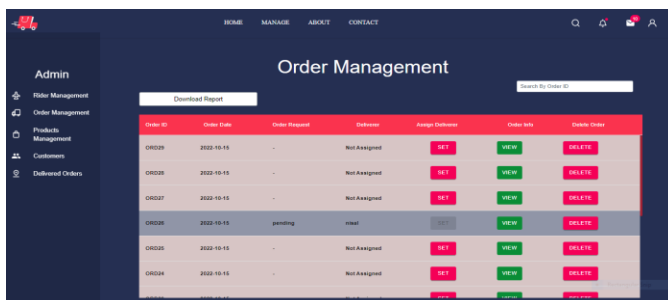 HOME MANAGE ABOUT CONTACT
Admin
Rider Management
Order Management
Products
Management
Customers
Delivered Orders
Order Management
Search By Order ID
Download Report
Order ID Order Date Order Request Deliverer Assign Deliverer Order Info Delete Order
ORD29 2022-10-15 - Not Assigned SET VIEW DELETE
ORD28 2022-10-15 - Not Assigned SET VIEW DELETE
ORD27 2022-10-15 - Not Assigned SET VIEW DELETE
ORD26 2022-10-15 pending SET VIEW DELETE
ORD25 2022-10-15 - Not Assigned SET VIEW DELETE
ORD24 2022-10-15 - Not Assigned SET VIEW DELETE